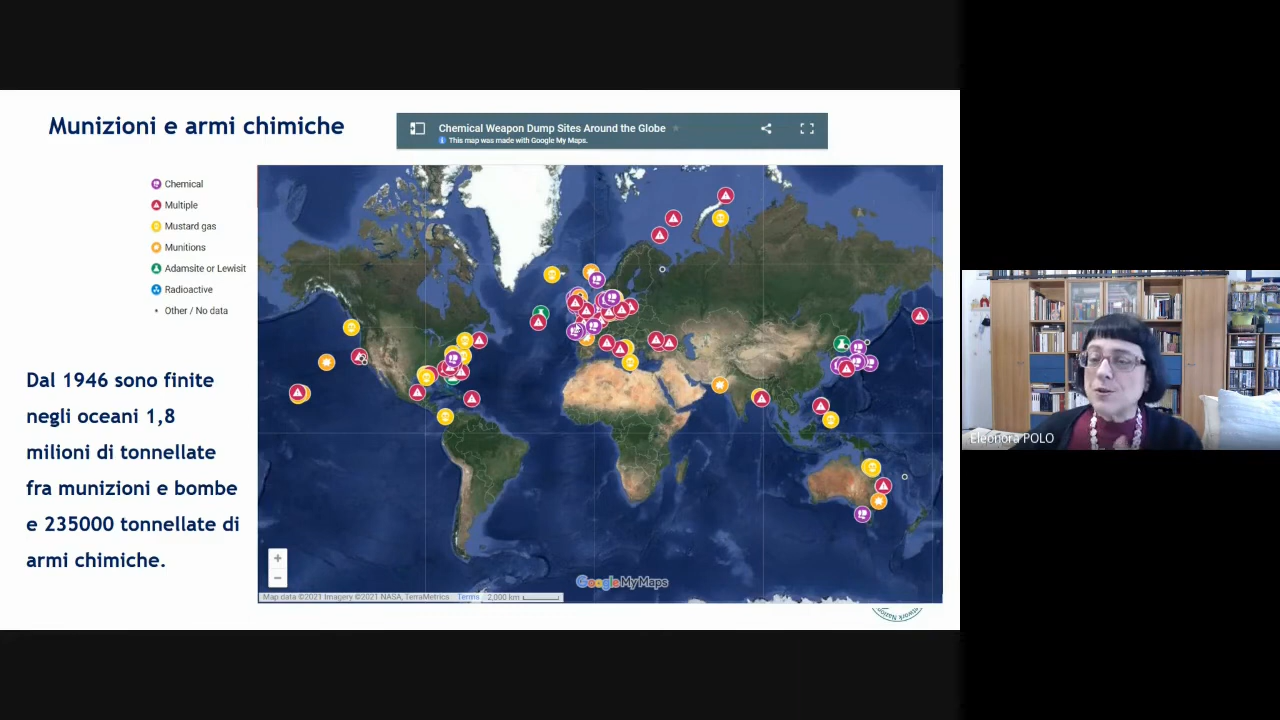 Munizioni e armi chimiche
Chemical Weapon Dump Sites Around the Globe
This map was made with Google My Maps.
Chemical
Multiple
Mustard gas
Munitions
Adamsite or Lewisit
Radioactive
Other / No data
Dal 1946 sono finite
negli oceani 1,8
milioni di tonnellate
fra munizioni e bombe
e 235000 tonnellate di
armi chimiche.
Google My Maps
Map data ©2021 Imagery ©2021 NASA, TerraMetrics Terms 2,000 km
Eleonora POLO